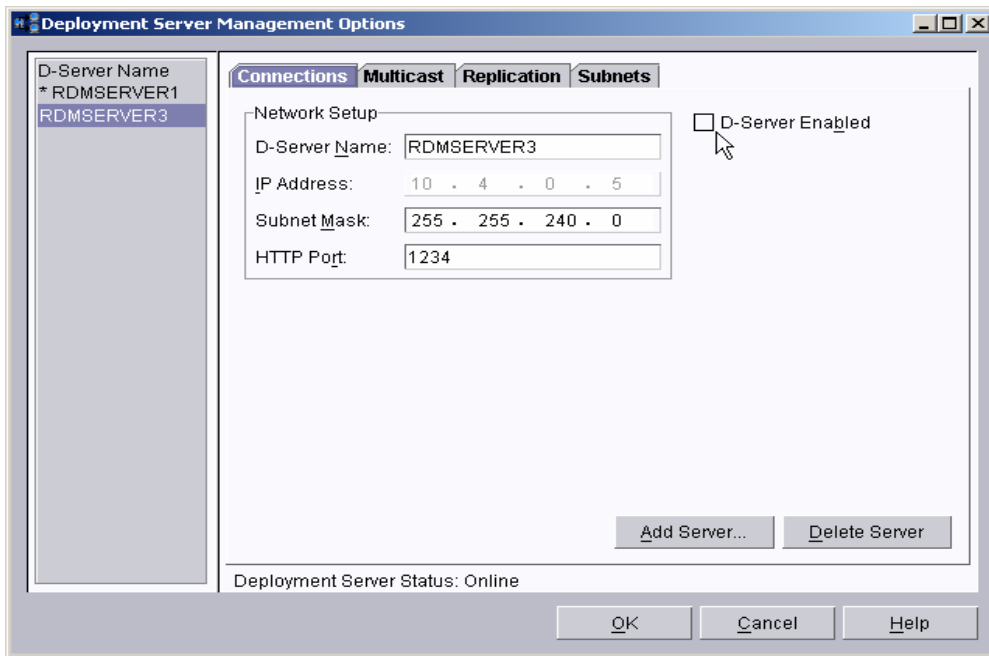 Deployment Server Management Options
D-Server Name
* RDMSERVER1
RDMSERVER3
Connections Multicast Replication Subnets
Network Setup
D-Server Enabled
D-Server Name: RDMSERVER3
IP Address: 10 . 4 . 0 . 5
Subnet Mask: 255 . 255 . 240 . 0
HTTP Port: 1234
Add Server... Delete Server
Deployment Server Status: Online
OK Cancel Help